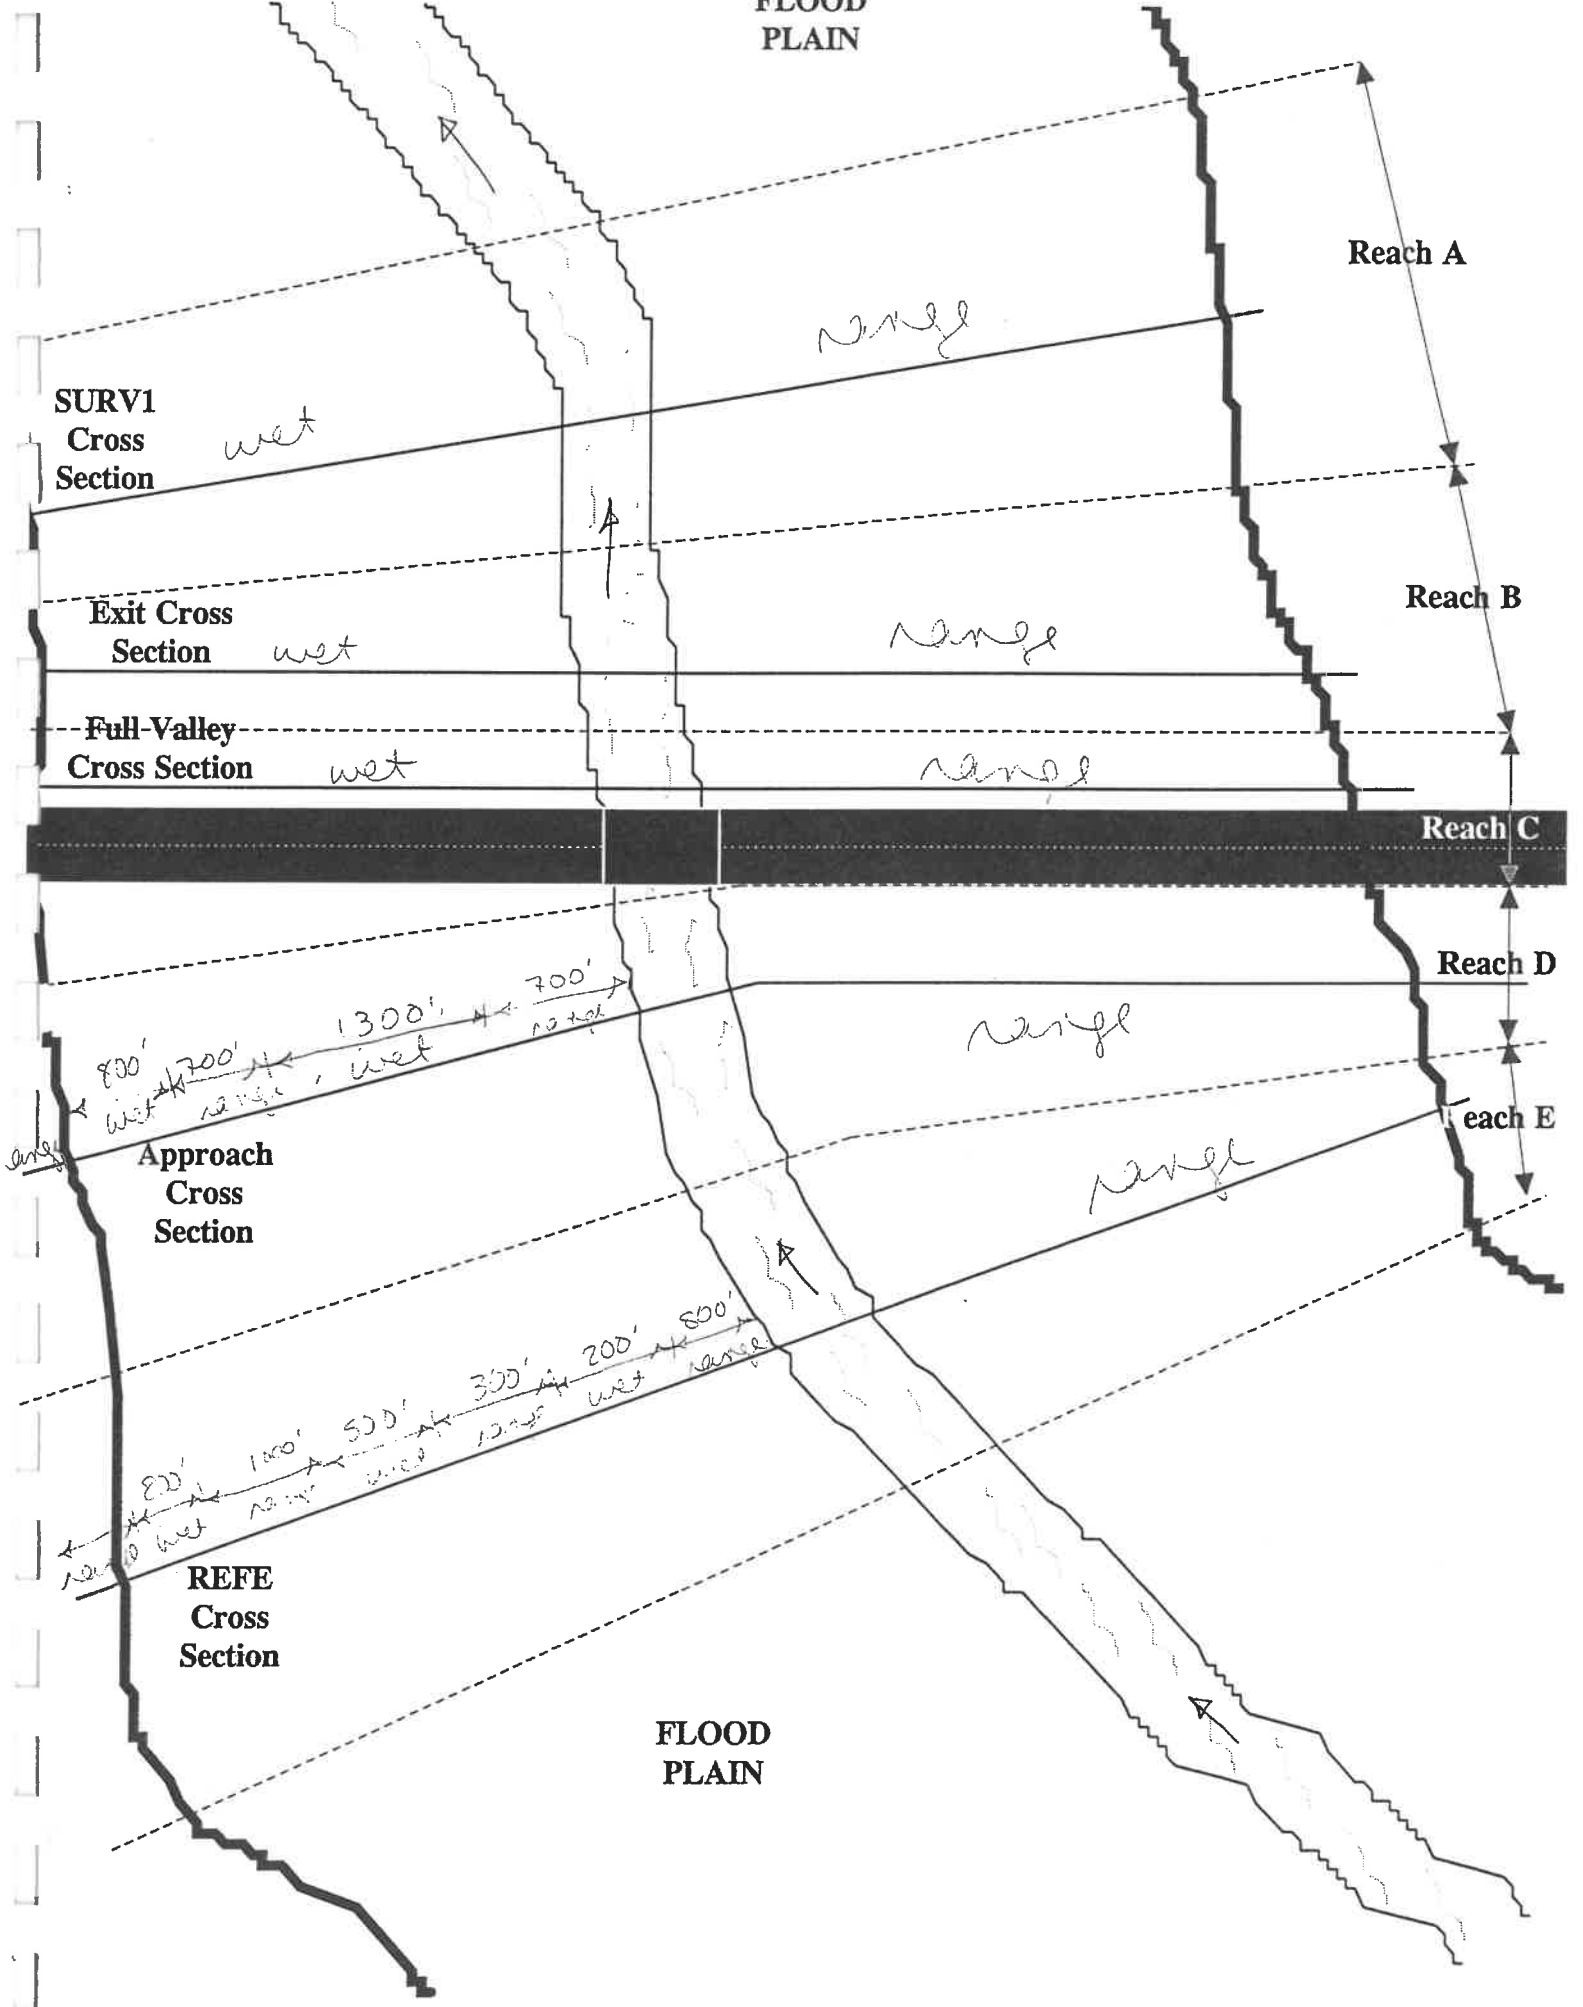 FLOOD
PLAIN
Reach A
range
SURV1
Cross
Section
wet
Reach B
Exit Cross
Section
wet
range
Full Valley
Cross Section
wet
range
Reach C
Reach D
700'
range
1300'
wet
800'
wet
700'
range
range
Approach
Cross
Section
each E
range
800'
range
200'
wet
300'
range
500'
wet
range
800'
wet
REFE
Cross
Section
FLOOD
PLAIN